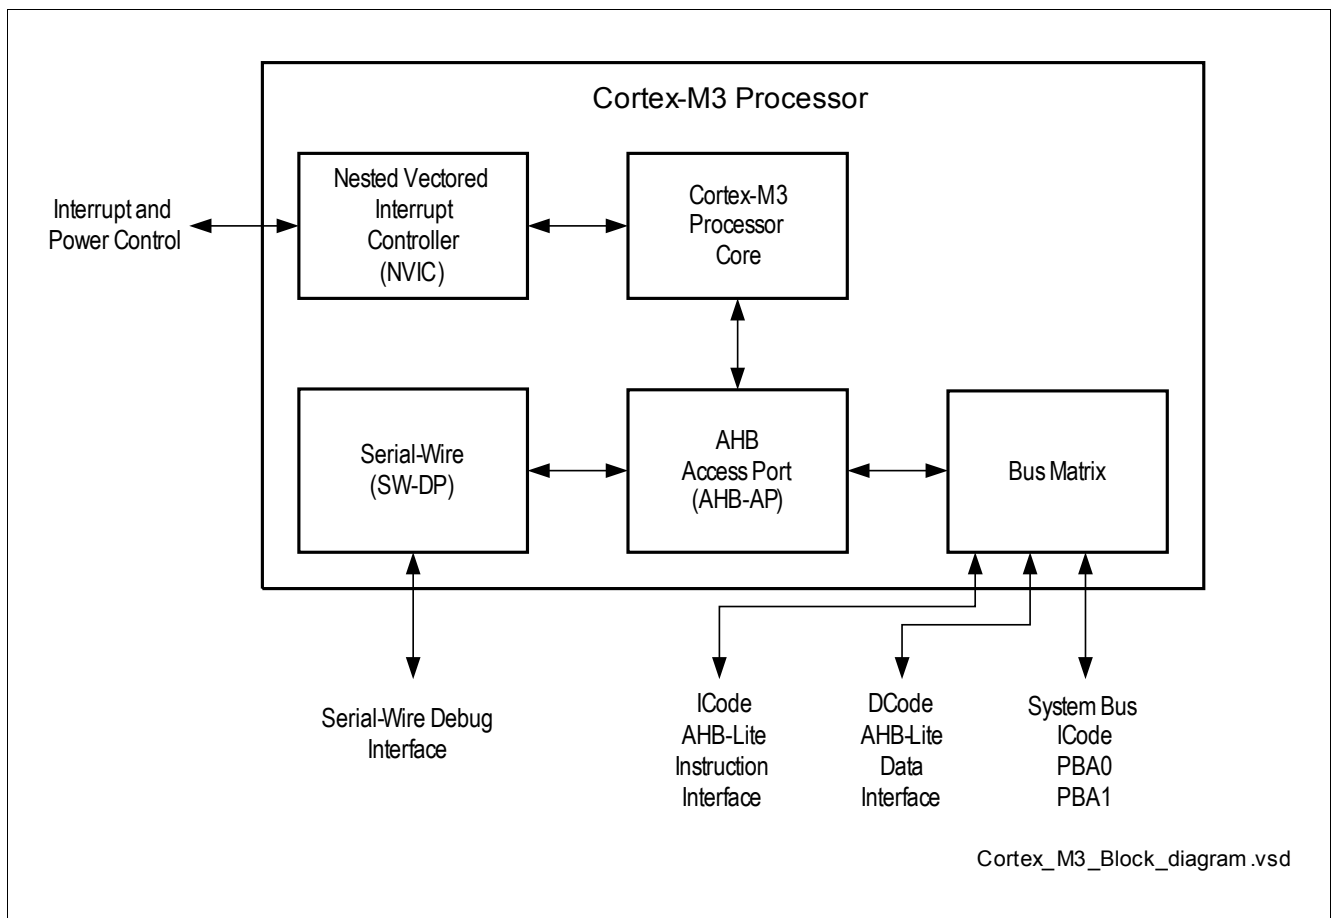 Cortex-M3 Processor
Nested Vectored
Interrupt
Controller
(NVIC)
Cortex-M3
Processor
Core
Interrupt and
Power Control
Serial-Wire
(SW-DP)
AHB
Access Port
(AHB-AP)
Bus Matrix
Serial-Wire Debug
Interface
ICode
AHB-Lite
Instruction
Interface
DCode
AHB-Lite
Data
Interface
System Bus
ICode
PBA0
PBA1
Cortex_M3_Block_diagram.vsd